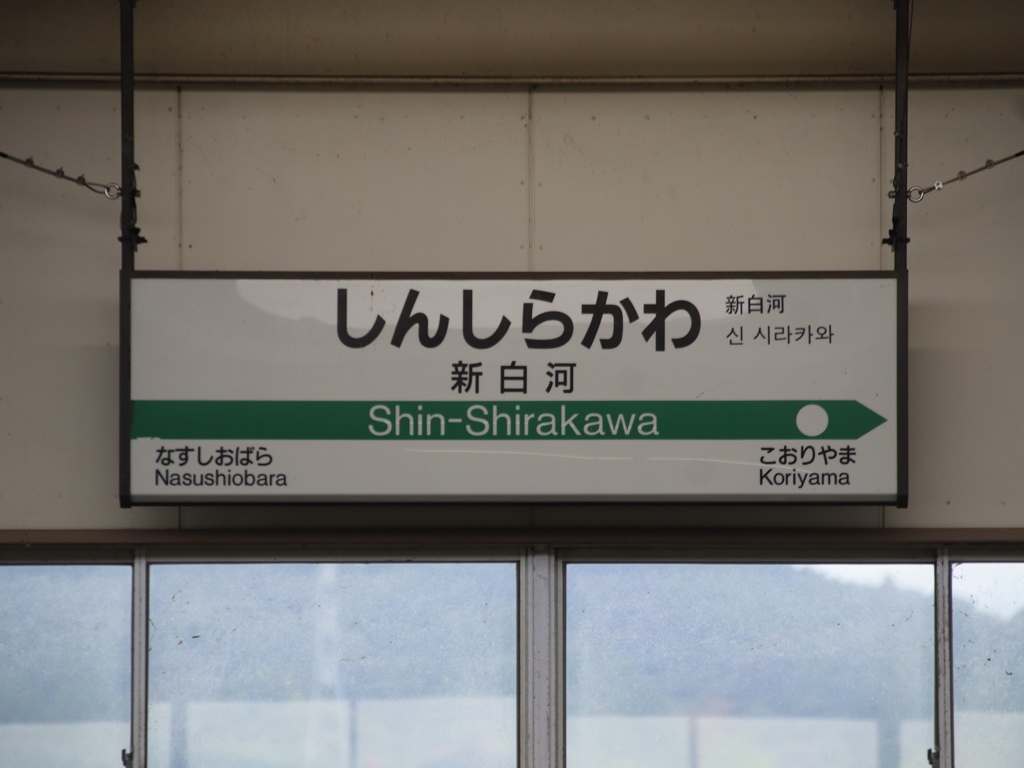 しんしらかわ
新白河
신 시라카와
新白河
Shin-Shirakawa
なすしおばら
Nasushiobara
こおりやま
Koriyama